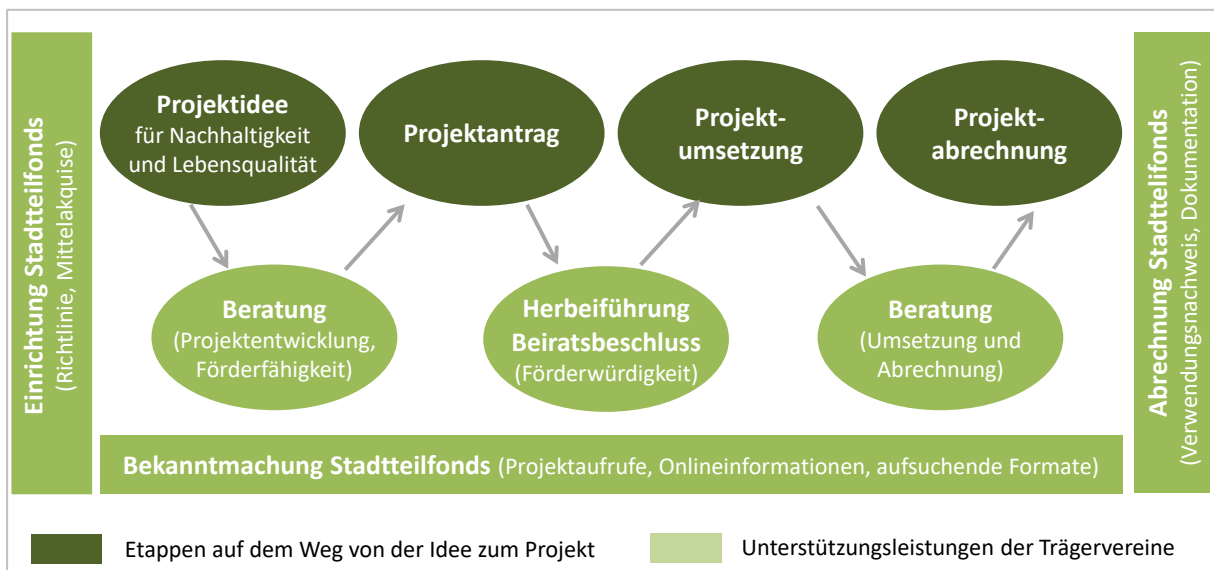 Einrichtung Stadtteilfonds
(Richtlinie, Mittelakquise)
Projektidee
für Nachhaltigkeit
und Lebensqualität
Projektantrag
Projekt-
umsetzung
Projekt-
abrechnung
Beratung
(Projektentwicklung,
Förderfähigkeit)
Herbeiführung
Beiratsbeschluss
(Förderwürdigkeit)
Beratung
(Umsetzung und
Abrechnung)
Bekanntmachung Stadtteilfonds (Projektaufrufe, Onlineinformationen, aufsuchende Formate)
Abrechnung Stadttelifonds
(Verwendungsnachweis, Dokumentation)
Etappen auf dem Weg von der Idee zum Projekt
Unterstützungsleistungen der Trägervereine